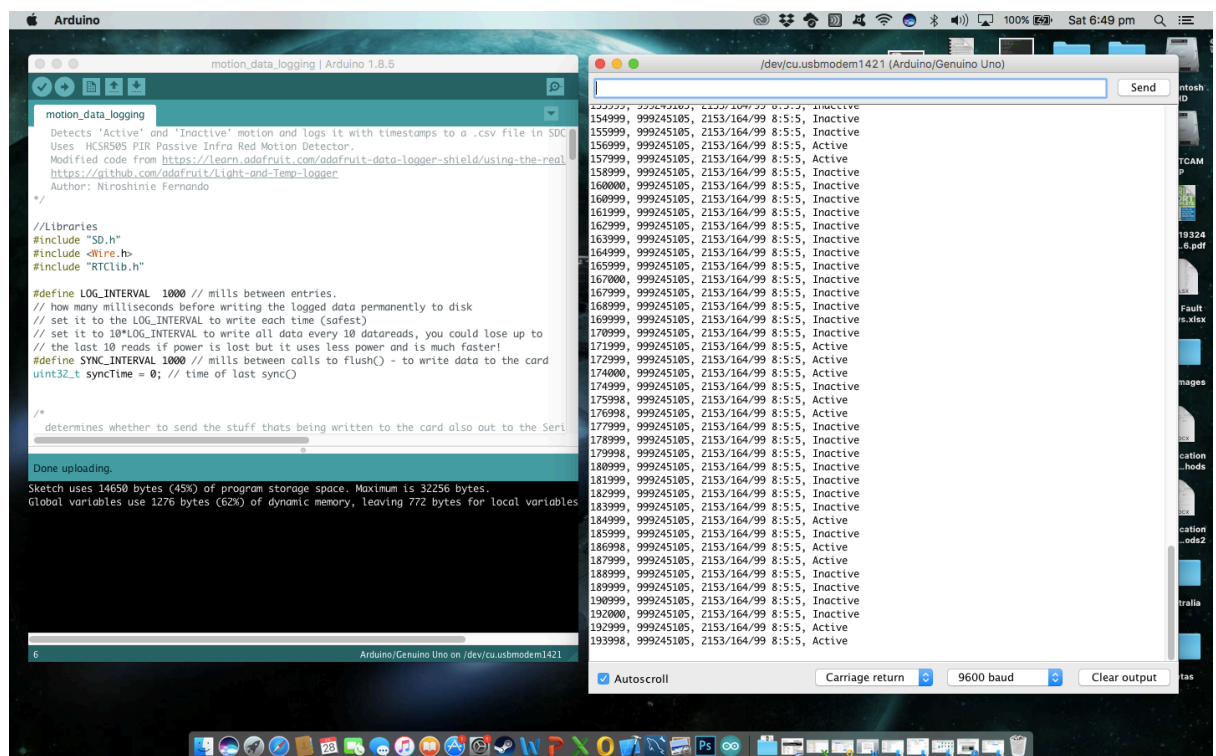 Arduino
100%
Sat 6:49 pm
motion_data_logging | Arduino 1.8.5
motion_data_logging
Detects 'Active' and 'Inactive' motion and logs it with timestamps to a .csv file in SDC
Uses HCSR505 PIR Passive Infra Red Motion Detector.
Modified code from https://learn.adafruit.com/adafruit-data-logger-shield/using-the-real
https://github.com/adafruit/Light-and-Temp-logger
Author: Niroshinie Fernando
*/
//Libraries
#include "SD.h"
#include <Wire.h>
#include "RTClib.h"
#define LOG_INTERVAL 1000 // mills between entries.
// how many milliseconds before writing the logged data permanently to disk
// set it to the LOG_INTERVAL to write each time (safest)
// set it to 10*LOG_INTERVAL to write all data every 10 datareads, you could lose up to
// the last 10 reads if power is lost but it uses less power and is much faster!
#define SYNC_INTERVAL 1000 // mills between calls to flush() - to write data to the card
uint32_t syncTime = 0; // time of last sync()
/*
determines whether to send the stuff thats being written to the card also out to the Seri
Done uploading.
Sketch uses 14650 bytes (45%) of program storage space. Maximum is 32256 bytes.
Global variables use 1276 bytes (62%) of dynamic memory, leaving 772 bytes for local variables
6
Arduino/Genuino Uno on /dev/cu.usbmodem1421
/dev/cu.usbmodem1421 (Arduino/Genuino Uno)
Send
153999, 999245105, 2153/164/99 8:5:5, Inactive
154999, 999245105, 2153/164/99 8:5:5, Inactive
155999, 999245105, 2153/164/99 8:5:5, Inactive
156999, 999245105, 2153/164/99 8:5:5, Active
157999, 999245105, 2153/164/99 8:5:5, Active
158999, 999245105, 2153/164/99 8:5:5, Inactive
160000, 999245105, 2153/164/99 8:5:5, Inactive
160999, 999245105, 2153/164/99 8:5:5, Inactive
161999, 999245105, 2153/164/99 8:5:5, Inactive
162999, 999245105, 2153/164/99 8:5:5, Inactive
163999, 999245105, 2153/164/99 8:5:5, Inactive
164999, 999245105, 2153/164/99 8:5:5, Inactive
165999, 999245105, 2153/164/99 8:5:5, Inactive
167000, 999245105, 2153/164/99 8:5:5, Inactive
167999, 999245105, 2153/164/99 8:5:5, Inactive
168999, 999245105, 2153/164/99 8:5:5, Inactive
169999, 999245105, 2153/164/99 8:5:5, Inactive
170999, 999245105, 2153/164/99 8:5:5, Inactive
171999, 999245105, 2153/164/99 8:5:5, Active
172999, 999245105, 2153/164/99 8:5:5, Active
174000, 999245105, 2153/164/99 8:5:5, Active
174999, 999245105, 2153/164/99 8:5:5, Inactive
175998, 999245105, 2153/164/99 8:5:5, Active
176998, 999245105, 2153/164/99 8:5:5, Active
177999, 999245105, 2153/164/99 8:5:5, Inactive
178999, 999245105, 2153/164/99 8:5:5, Inactive
179998, 999245105, 2153/164/99 8:5:5, Active
180999, 999245105, 2153/164/99 8:5:5, Inactive
181999, 999245105, 2153/164/99 8:5:5, Inactive
182999, 999245105, 2153/164/99 8:5:5, Inactive
183999, 999245105, 2153/164/99 8:5:5, Inactive
184999, 999245105, 2153/164/99 8:5:5, Active
185999, 999245105, 2153/164/99 8:5:5, Inactive
186998, 999245105, 2153/164/99 8:5:5, Active
187999, 999245105, 2153/164/99 8:5:5, Active
188999, 999245105, 2153/164/99 8:5:5, Inactive
189999, 999245105, 2153/164/99 8:5:5, Inactive
190999, 999245105, 2153/164/99 8:5:5, Inactive
192000, 999245105, 2153/164/99 8:5:5, Inactive
192999, 999245105, 2153/164/99 8:5:5, Active
193998, 999245105, 2153/164/99 8:5:5, Active
Autoscroll
Carriage return
9600 baud
Clear output
ntosh
ID
TCAM
P
19324
..6.pdf
Fault
rs.xlsx
mages
cation
...hods
cation
...ods2
tralia
tas
28
Ps